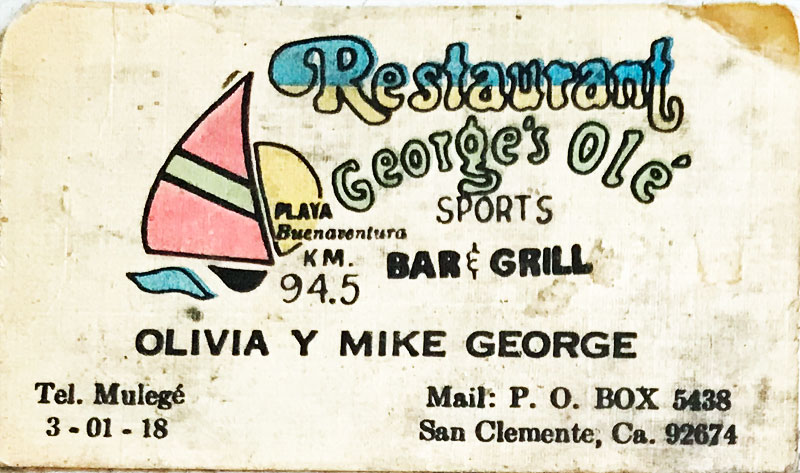 Restaurant
George's Olé
SPORTS
BAR & GRILL
PLAYA
Buenaventura
KM.
94.5
OLIVIA Y MIKE GEORGE
Tel. Mulegé
3 - 01 - 18
Mail: P. O. BOX 5438
San Clemente, Ca. 92674